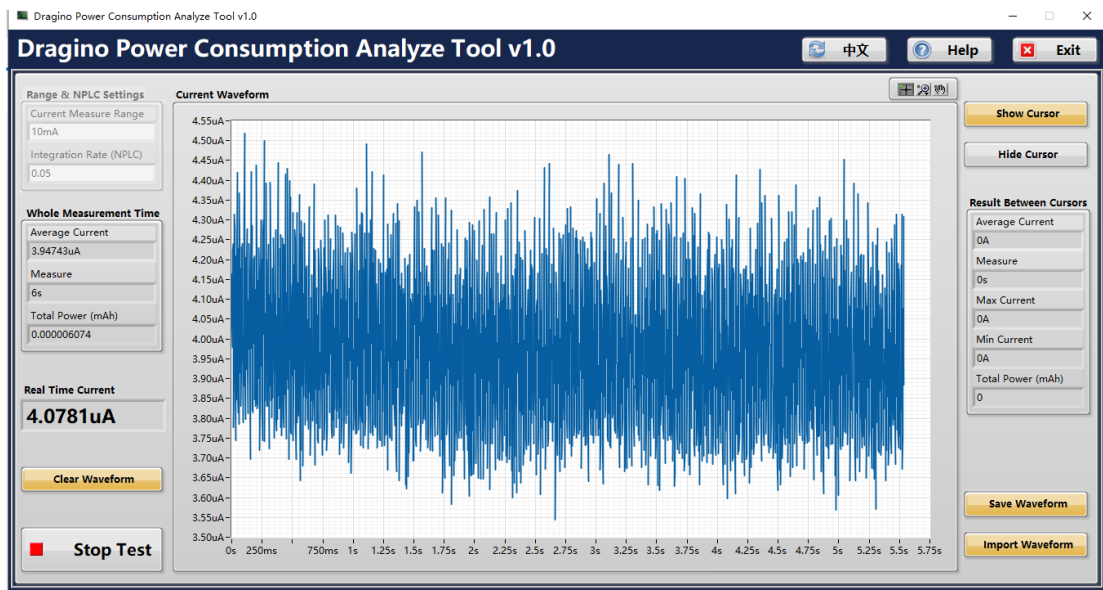 Dragino Power Consumption Analyze Tool v1.0
Dragino Power Consumption Analyze Tool v1.0
中文
Help
Exit
Range & NPLC Settings
Current Measure Range
10mA
Integration Rate (NPLC)
0.05
Whole Measurement Time
Average Current
3.94743uA
Measure
6s
Total Power (mAh)
0.000006074
Real Time Current
4.0781uA
Clear Waveform
Stop Test
Current Waveform
4.55uA
4.50uA
4.45uA
4.40uA
4.35uA
4.30uA
4.25uA
4.20uA
4.15uA
4.10uA
4.05uA
4.00uA
3.95uA
3.90uA
3.85uA
3.80uA
3.75uA
3.70uA
3.65uA
3.60uA
3.55uA
3.50uA
0s 250ms 750ms 1s 1.25s 1.5s 1.75s 2s 2.25s 2.5s 2.75s 3s 3.25s 3.5s 3.75s 4s 4.25s 4.5s 4.75s 5s 5.25s 5.5s 5.75s
Show Cursor
Hide Cursor
Result Between Cursors
Average Current
0A
Measure
0s
Max Current
0A
Min Current
0A
Total Power (mAh)
0
Save Waveform
Import Waveform